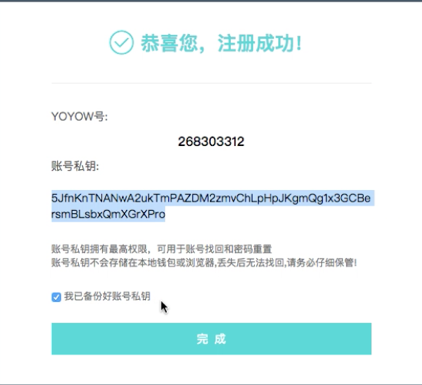 恭喜您，注册成功！
YOYOW号:
268303312
账号私钥:
5JfnKnTNANwA2ukTmPAZDM2zmvChLpHpJKgmQg1x3GCBe
rsmBLsbxQmXGrXPro
账号私钥拥有最高权限，可用于账号找回和密码重置
账号私钥不会存储在本地钱包或浏览器,丢失后无法找回,请务必仔细保管!
我已备份好账号私钥
完 成